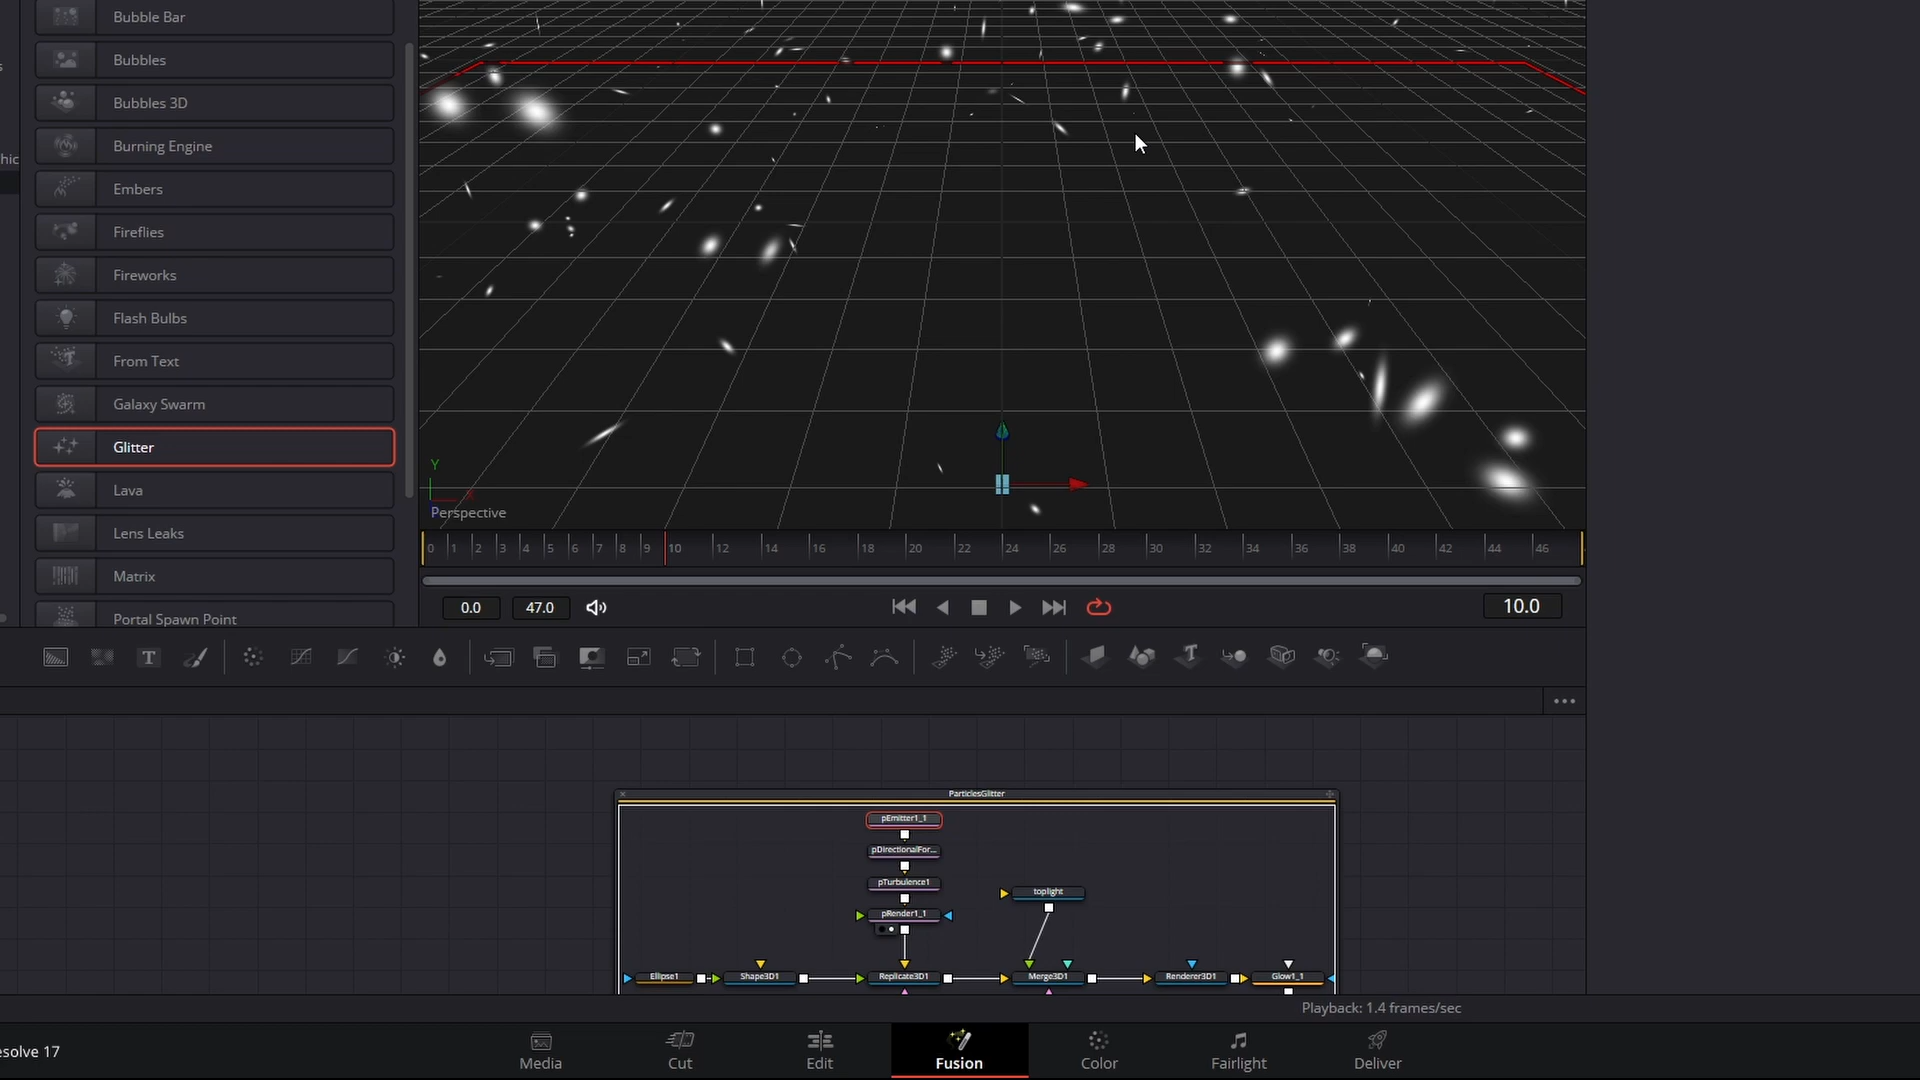 Bubble Bar
Bubbles
s
Bubbles 3D
Burning Engine
hic
Embers
Fireflies
Fireworks
Flash Bulbs
From Text
Galaxy Swarm
Glitter
Lava
Lens Leaks
Matrix
Portal Spawn Point
Y
X
Perspective
0 1 2 3 4 5 6 7 8 9 10 12 14 16 18 20 22 24 26 28 30 32 34 36 38 40 42 44 46
0.0 47.0 10.0
T T
ParticlesGlitter
pEmitter1_1
pDirectionalFor...
pTurbulence1
toplight
pRender1_1
Ellipse1 Shape3D1 Replicate3D1 Merge3D1 Renderer3D1 Glow1_1
Playback: 1.4 frames/sec
esolve 17
Media Cut Edit Fusion Color Fairlight Deliver